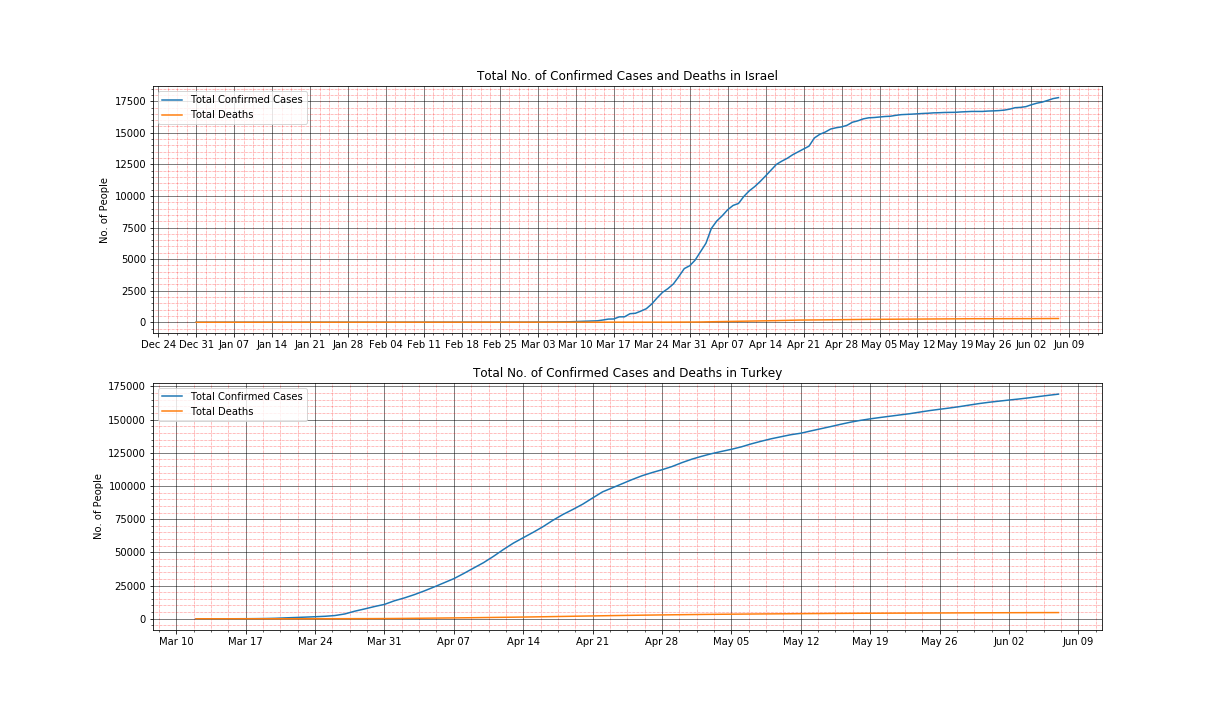 Total No. of Confirmed Cases and Deaths in Israel
Total Confirmed Cases
Total Deaths
No. of People
17500
15000
12500
10000
7500
5000
2500
0
Dec 24 Dec 31 Jan 07 Jan 14 Jan 21 Jan 28 Feb 04 Feb 11 Feb 18 Feb 25 Mar 03 Mar 10 Mar 17 Mar 24 Mar 31 Apr 07 Apr 14 Apr 21 Apr 28 May 05 May 12 May 19 May 26 Jun 02 Jun 09
Total No. of Confirmed Cases and Deaths in Turkey
Total Confirmed Cases
Total Deaths
No. of People
175000
150000
125000
100000
75000
50000
25000
0
Mar 10 Mar 17 Mar 24 Mar 31 Apr 07 Apr 14 Apr 21 Apr 28 May 05 May 12 May 19 May 26 Jun 02 Jun 09